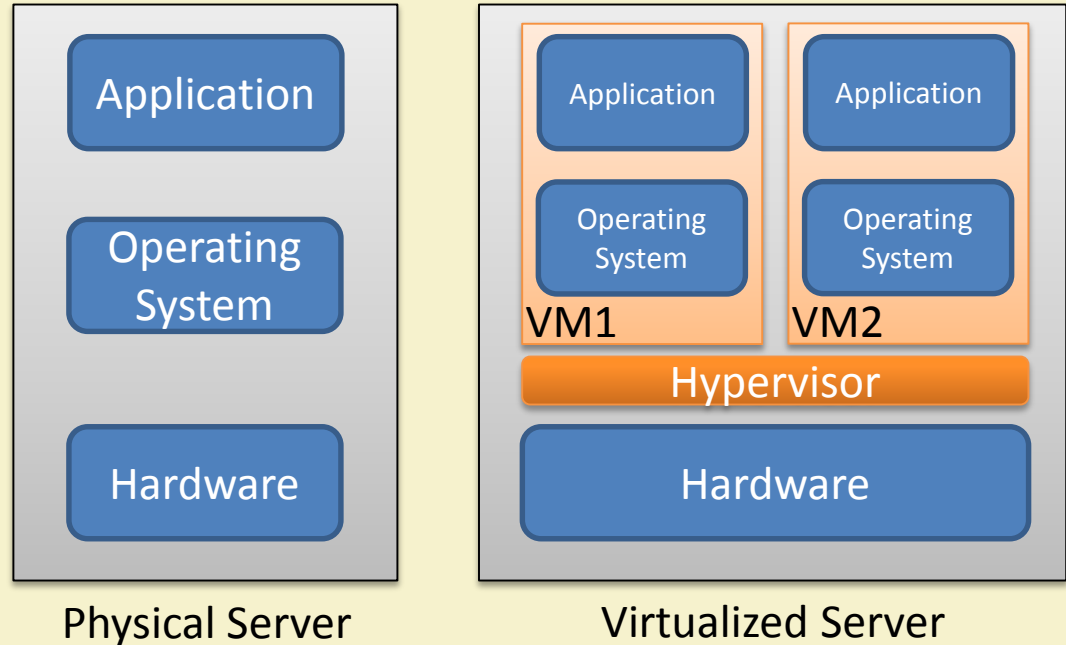 Application
Operating
System
Hardware
Physical Server
Application
Operating
System
VM1
Application
Operating
System
VM2
Hypervisor
Hardware
Virtualized Server